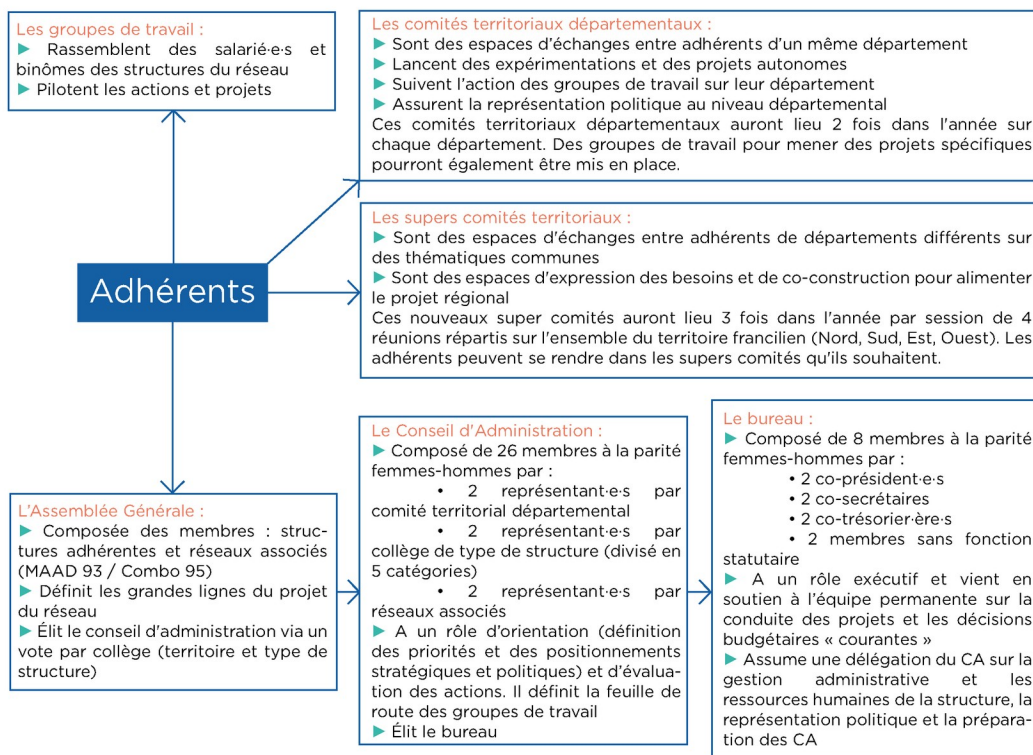 Les groupes de travail :
► Rassemblent des salarié·e·s et
binômes des structures du réseau
► Pilotent les actions et projets
Les comités territoriaux départementaux :
► Sont des espaces d'échanges entre adhérents d'un même département
► Lancent des expérimentations et des projets autonomes
► Suivent l'action des groupes de travail sur leur département
► Assurent la représentation politique au niveau départemental
Ces comités territoriaux départementaux auront lieu 2 fois dans l'année sur
chaque département. Des groupes de travail pour mener des projets spécifiques
pourront également être mis en place.
Les supers comités territoriaux :
► Sont des espaces d'échanges entre adhérents de départements différents sur
des thématiques communes
► Sont des espaces d'expression des besoins et de co-construction pour alimenter
le projet régional
Ces nouveaux super comités auront lieu 3 fois dans l'année par session de 4
réunions répartis sur l'ensemble du territoire francilien (Nord, Sud, Est, Ouest). Les
adhérents peuvent se rendre dans les supers comités qu'ils souhaitent.
Adhérents
L'Assemblée Générale :
► Composée des membres : struc-
tures adhérentes et réseaux associés
(MAAD 93 / Combo 95)
► Définit les grandes lignes du projet
du réseau
► Élit le conseil d'administration via un
vote par collège (territoire et type de
structure)
Le Conseil d'Administration :
► Composé de 26 membres à la parité
femmes-hommes par :
• 2 représentant·e·s par
comité territorial départemental
• 2 représentant·e·s par
collège de type de structure (divisé en
5 catégories)
• 2 représentant·e·s par
réseaux associés
► A un rôle d'orientation (définition
des priorités et des positionnements
stratégiques et politiques) et d'évalua-
tion des actions. Il définit la feuille de
route des groupes de travail
► Élit le bureau
Le bureau :
► Composé de 8 membres à la parité
femmes-hommes par :
• 2 co-président·e·s
• 2 co-secrétaires
• 2 co-trésorier·ère·s
• 2 membres sans fonction
statutaire
► A un rôle exécutif et vient en
soutien à l'équipe permanente sur la
conduite des projets et les décisions
budgétaires « courantes »
► Assume une délégation du CA sur la
gestion administrative et les
ressources humaines de la structure, la
représentation politique et la prépara-
tion des CA